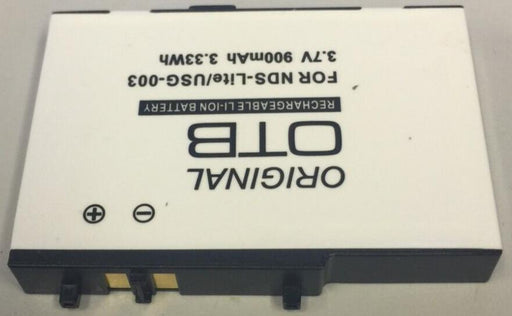 ORIGINAL
OTB
RECHARGEABLE LI-ION BATTERY
FOR NDS-Lite/USG-003
3.7V 900mAh 3.33Wh
⊖ ⊕